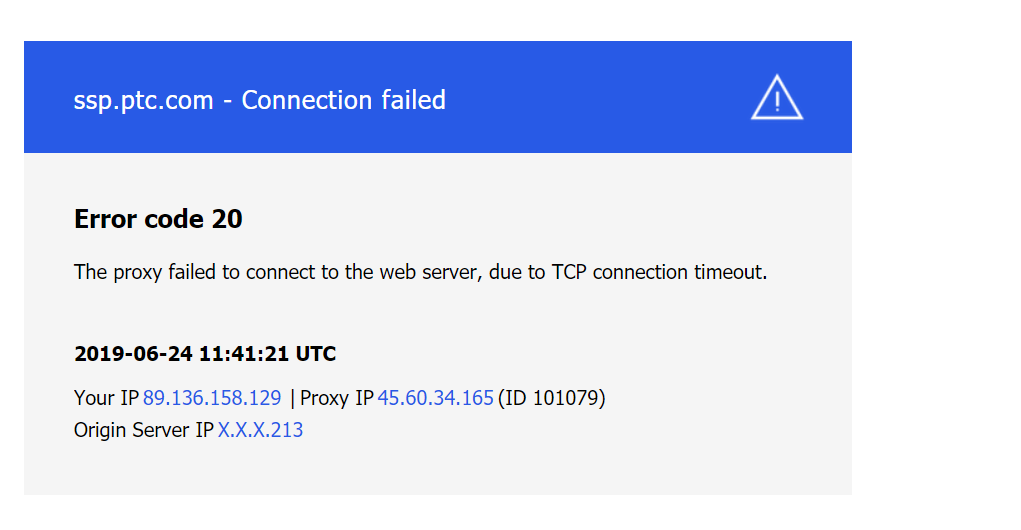 ssp.ptc.com - Connection failed
Error code 20
The proxy failed to connect to the web server, due to TCP connection timeout.
2019-06-24 11:41:21 UTC
Your IP 89.136.158.129 | Proxy IP 45.60.34.165 (ID 101079)
Origin Server IP X.X.X.213